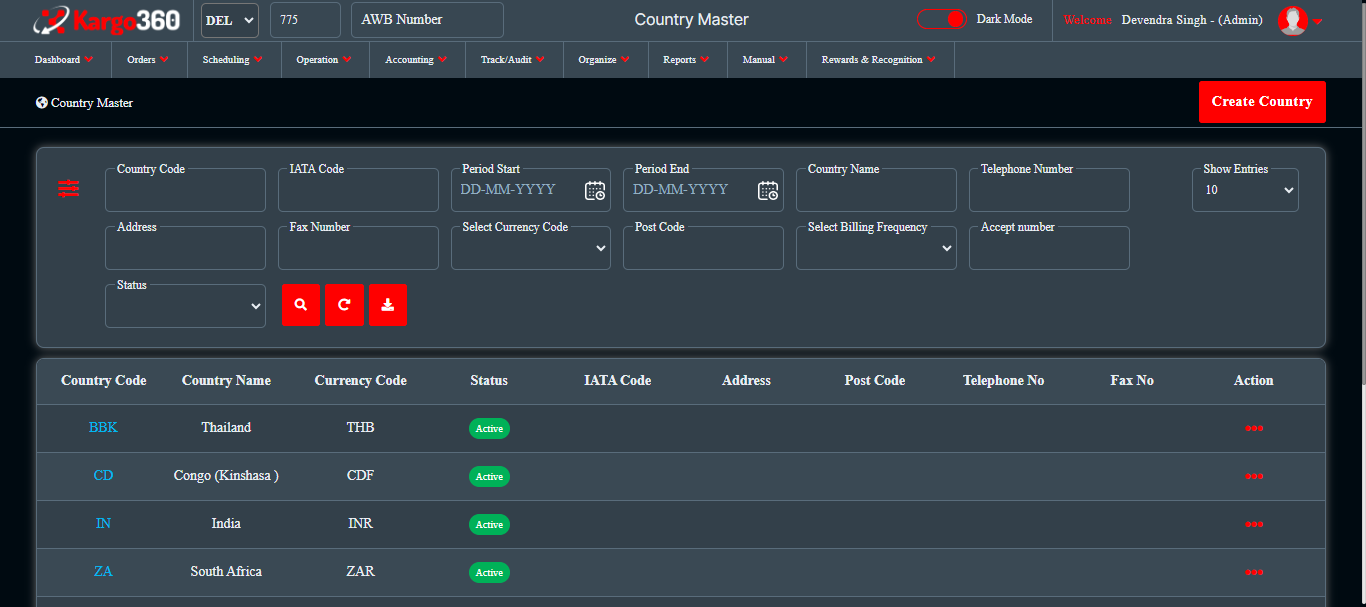 Kargo360 DEL 775 AWB Number Country Master Dark Mode Welcome Devendra Singh - (Admin)
Dashboard Orders Scheduling Operation Accounting Track/Audit Organize Reports Manual Rewards & Recognition
Country Master Create Country
Country Code IATA Code Period Start Period End Country Name Telephone Number Show Entries
DD-MM-YYYY DD-MM-YYYY 10
Address Fax Number Select Currency Code Post Code Select Billing Frequency Accept number
Status
Country Code Country Name Currency Code Status IATA Code Address Post Code Telephone No Fax No Action
BBK Thailand THB Active
CD Congo (Kinshasa ) CDF Active
IN India INR Active
ZA South Africa ZAR Active